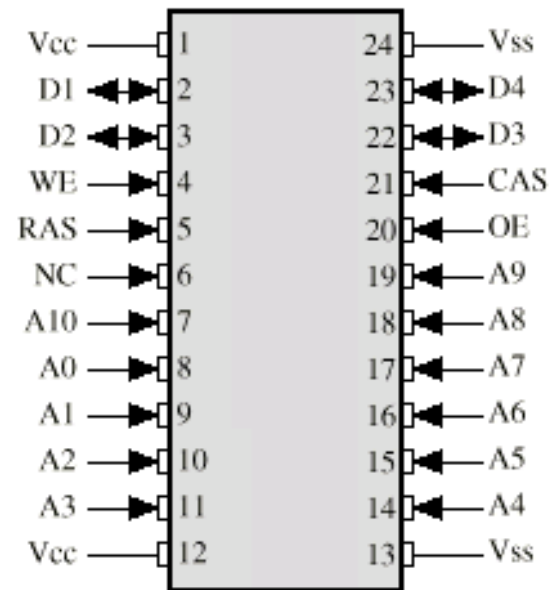 Vcc 1 24 Vss
D1 2 23 D4
D2 3 22 D3
WE 4 21 CAS
RAS 5 20 OE
NC 6 19 A9
A10 7 18 A8
A0 8 17 A7
A1 9 16 A6
A2 10 15 A5
A3 11 14 A4
Vcc 12 13 Vss